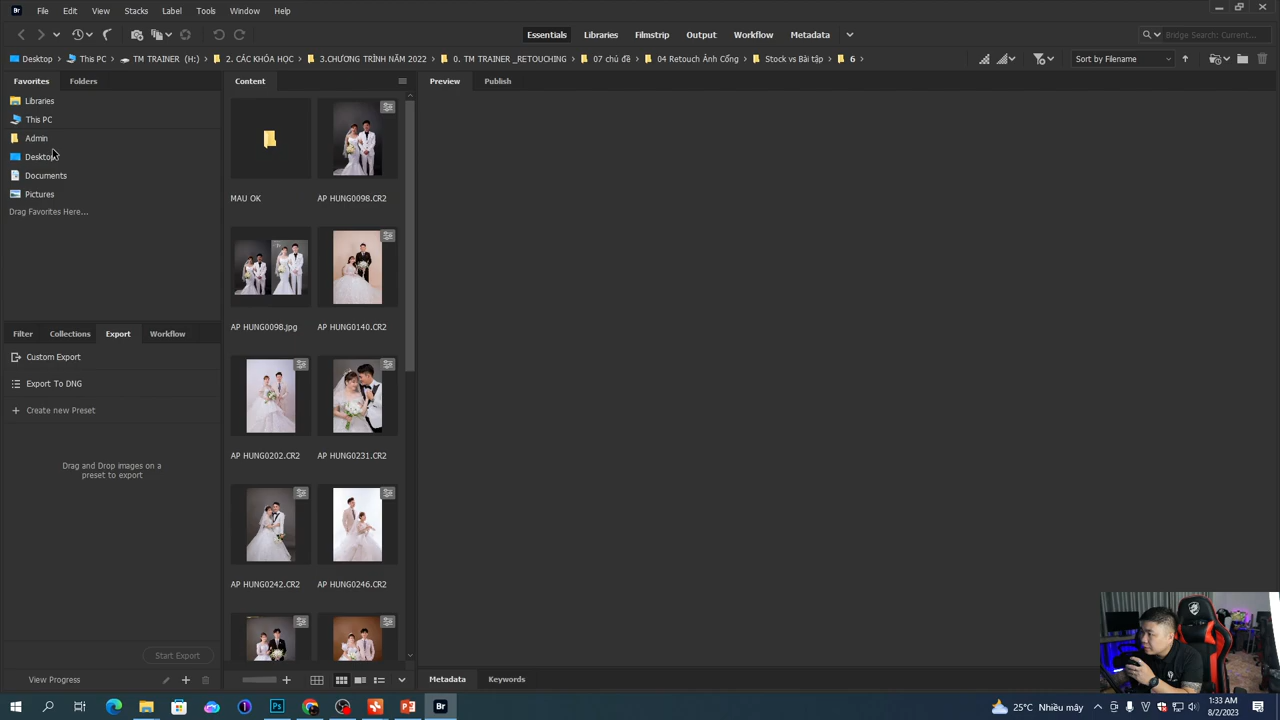 Br File Edit View Stacks Label Tools Window Help
Essentials Libraries Filmstrip Output Workflow Metadata
Bridge Search: Current...
Desktop This PC TM TRAINER (H:) 2. CÁC KHÓA HỌC 3.CHƯƠNG TRÌNH NĂM 2022 0. TM TRAINER _RETOUCHING 07 chủ đề 04 Retouch Ảnh Cổng Stock vs Bài tập 6
Sort by Filename
Favorites Folders
Libraries
This PC
Admin
Desktop
Documents
Pictures
Drag Favorites Here...
Filter Collections Export Workflow
Custom Export
Export To DNG
Create new Preset
Drag and Drop images on a
preset to export
Start Export
View Progress
Content
MAU OK
AP HUNG0098.CR2
AP HUNG0098.jpg
AP HUNG0140.CR2
AP HUNG0202.CR2
AP HUNG0231.CR2
AP HUNG0242.CR2
AP HUNG0246.CR2
Preview Publish
Metadata Keywords
Ps
Br
25°C Nhiều mây
1:33 AM
8/2/2023